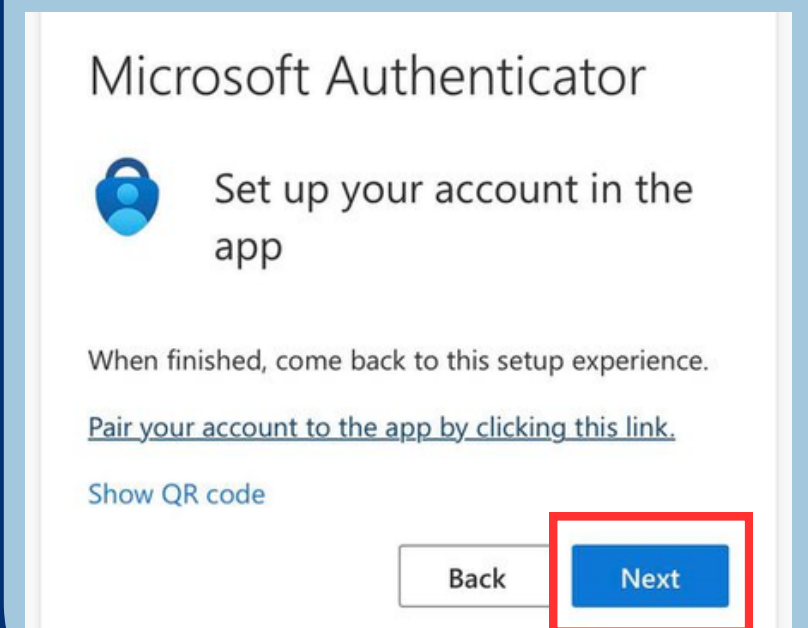 Microsoft Authenticator
Set up your account in the
app
When finished, come back to this setup experience.
Pair your account to the app by clicking this link.
Show QR code
Back
Next